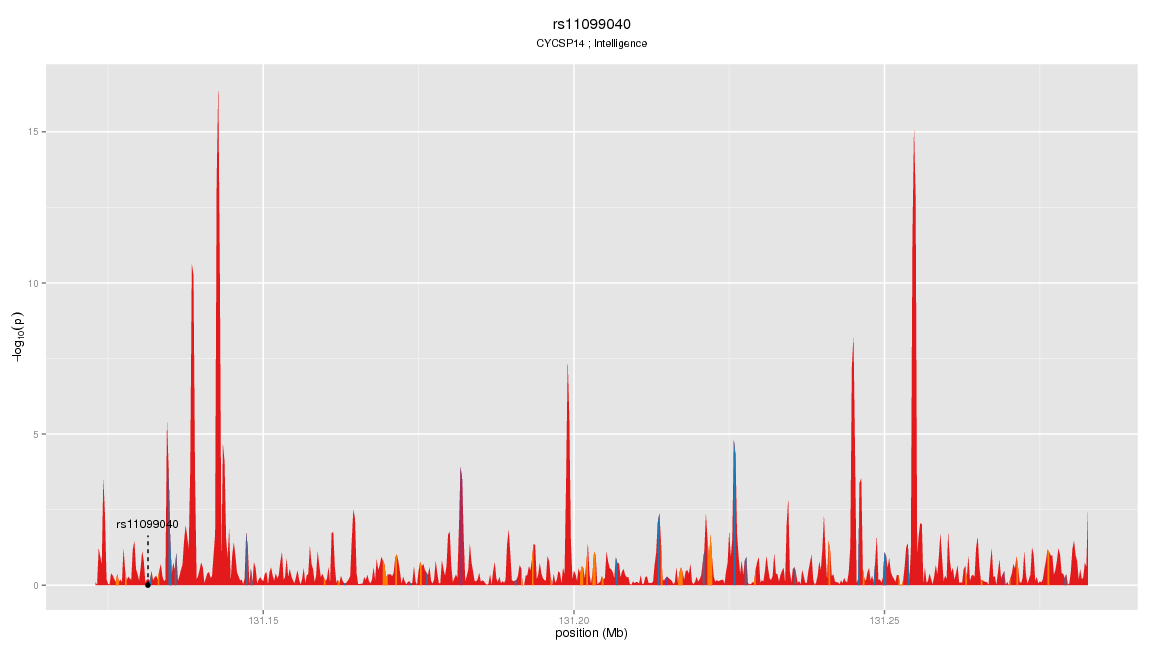 rs11099040
CYCSP14 ; Intelligence
15
10
5
0
−log10(p)
rs11099040
131.15
131.20
131.25
position (Mb)